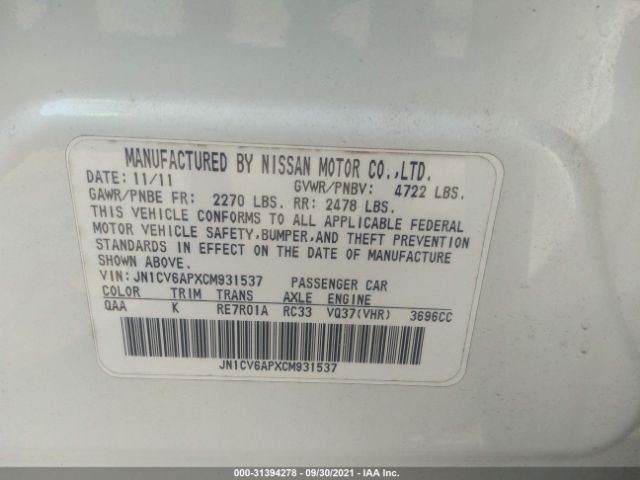 MANUFACTURED BY NISSAN MOTOR CO.,LTD.
DATE: 11/11 GVWR/PNBV: 4722 LBS.
GAWR/PNBE FR: 2270 LBS. RR: 2478 LBS.
THIS VEHICLE CONFORMS TO ALL APPLICABLE FEDERAL
MOTOR VEHICLE SAFETY,BUMPER,AND THEFT PREVENTION
STANDARDS IN EFFECT ON THE DATE OF MANUFACTURE
SHOWN ABOVE.
VIN: JN1CV6APXCM931537 PASSENGER CAR
COLOR TRIM TRANS AXLE ENGINE
QAA K RE7R01A RC33 VQ37(VHR) 3696CC
JN1CV6APXCM931537
000-31394278 - 09/30/2021 - IAA Inc.